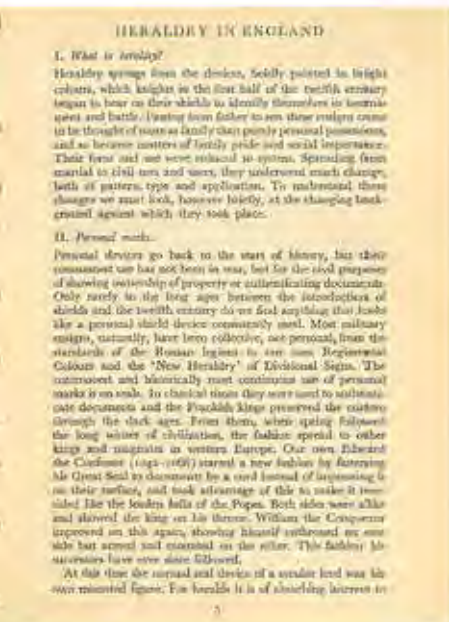 HERALDRY IN ENGLAND
I. What is heraldry?
Heraldry springs from the devices, boldly painted in bright
colours, which knights in the first half of the twelfth century
began to bear on their shields to identify themselves in
ment and battle. Passing from father to son these ensigns came
to be thought of more as family than purely personal possessions,
and so became matters of family pride and social importance.
Their form and use were reduced to system. Spreading from
martial to civil uses and users, they underwent much change,
both of pattern, type and application. To understand these
changes we must look, however briefly, at the changing back-
ground against which they took place.
II. Personal marks.
Personal devices go back to the start of history, but their
commonest use has not been in war, but for the civil purposes
of showing ownership of property or authenticating documents.
Only rarely in the long ages between the introduction of
shields and the twelfth century do we find anything that looks
like a personal shield device consistently used. Most military
ensigns, naturally, have been collective, not personal, from the
standards of the Roman legions to our own Regimental
Colours and the 'New Heraldry' of Divisional Signs. The
commonest and historically most continuous use of personal
marks is on seals. In classical times they were used to authenti-
cate documents and the Frankish kings preserved the custom
through the dark ages. From them, when spring followed
the long winter of civilization, the fashion spread to other
kings and magnates in western Europe. Our own Edward
the Confessor started a new fashion by fastening
his Great Seal to documents by a cord instead of impressing it
on their surface, and took advantage of this to make it two-
sided like the leaden bulla of the Popes. Both sides were alike
and showed the king on his throne. William the Conqueror
improved on this again, showing himself enthroned on one
side but armed and mounted on the other. This fashion his
successors have ever since followed.
At this time the normal seal device of a secular lord was his
own mounted figure. For heralds it is of absorbing interest to